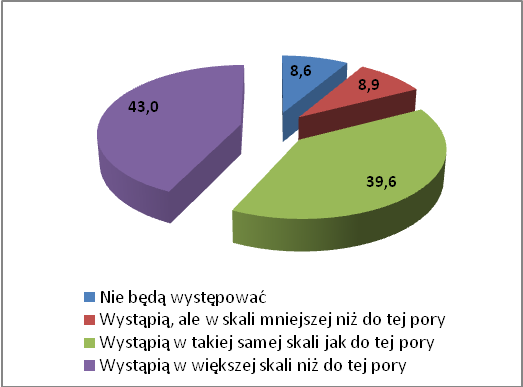 8,6
8,9
43,0
39,6
Nie będą występować
Wystąpią, ale w skali mniejszej niż do tej pory
Wystąpią w takiej samej skali jak do tej pory
Wystąpią w większej skali niż do tej pory